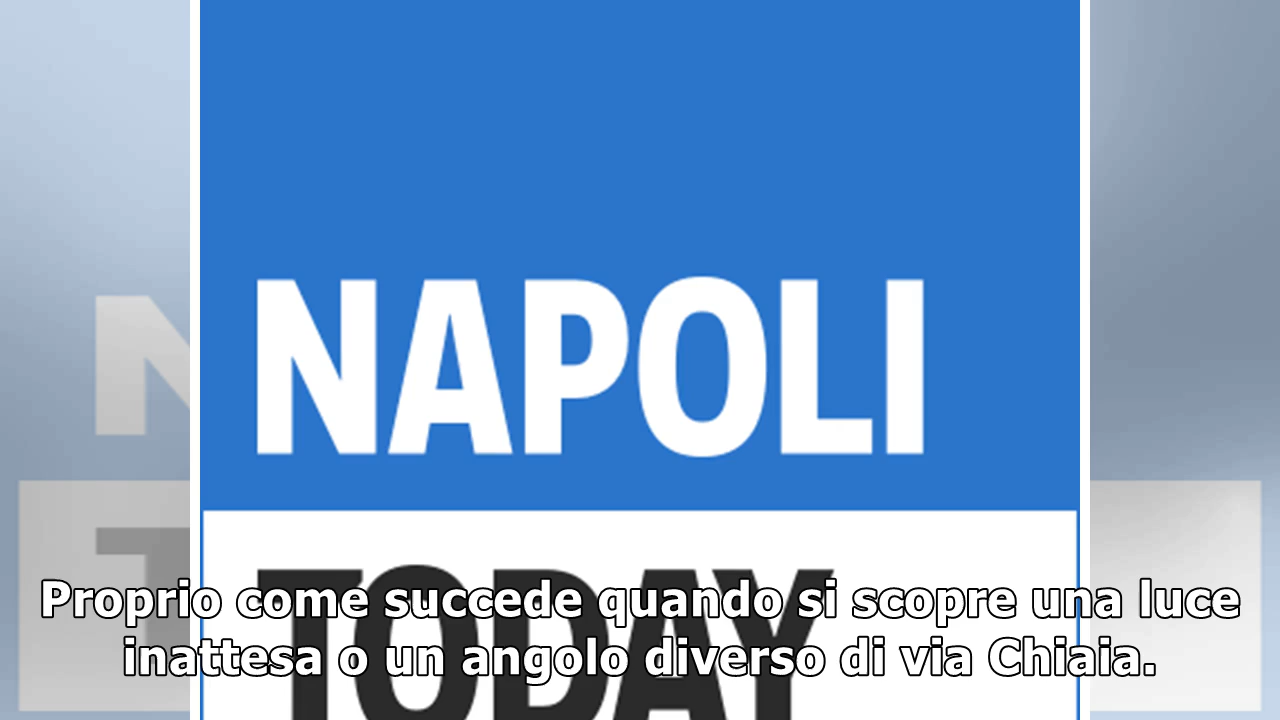 NAPOLI
TODAY
Proprio come succede quando si scopre una luce
inattesa o un angolo diverso di via Chiaia.